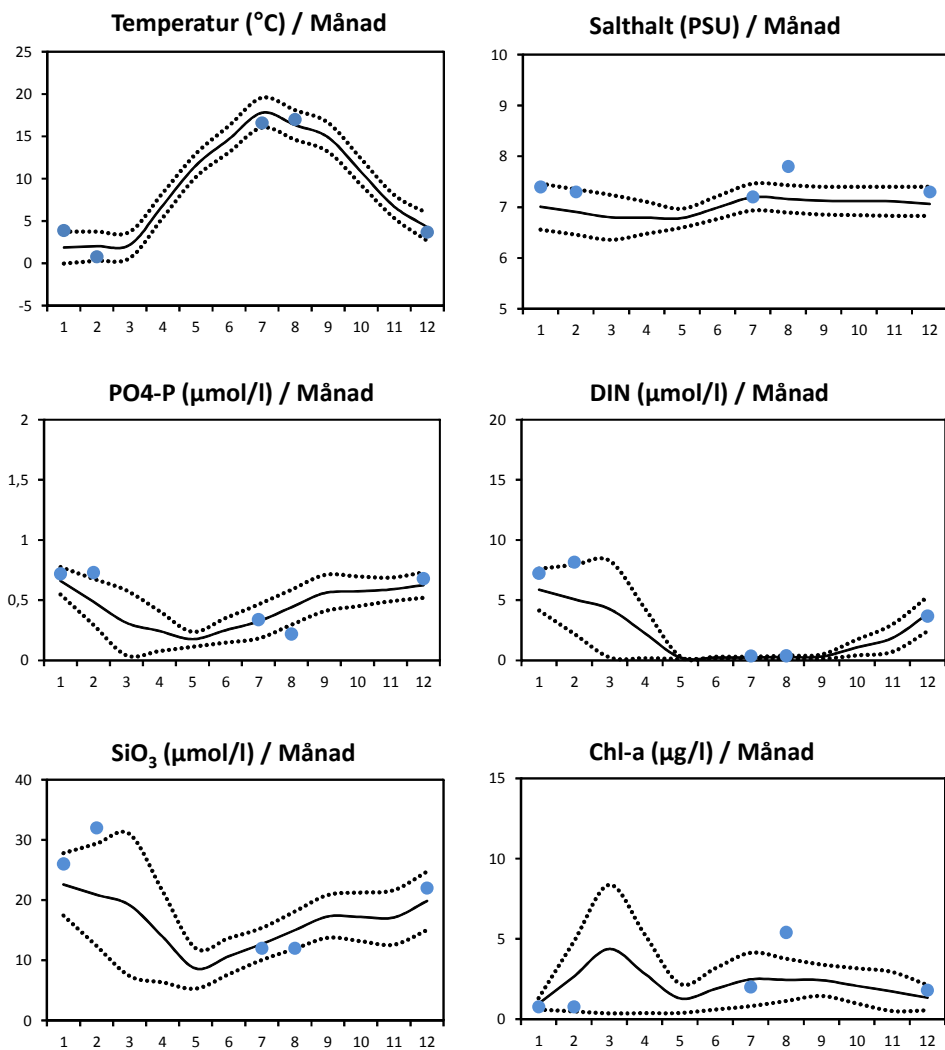 Temperatur (°C) / Månad
25
20
15
10
5
0
-5
1 2 3 4 5 6 7 8 9 10 11 12
Salthalt (PSU) / Månad
10
9
8
7
6
5
1 2 3 4 5 6 7 8 9 10 11 12
PO4-P (µmol/l) / Månad
2
1,5
1
0,5
0
1 2 3 4 5 6 7 8 9 10 11 12
DIN (µmol/l) / Månad
20
15
10
5
0
1 2 3 4 5 6 7 8 9 10 11 12
SiO₃ (µmol/l) / Månad
40
30
20
10
0
1 2 3 4 5 6 7 8 9 10 11 12
Chl-a (µg/l) / Månad
15
10
5
0
1 2 3 4 5 6 7 8 9 10 11 12